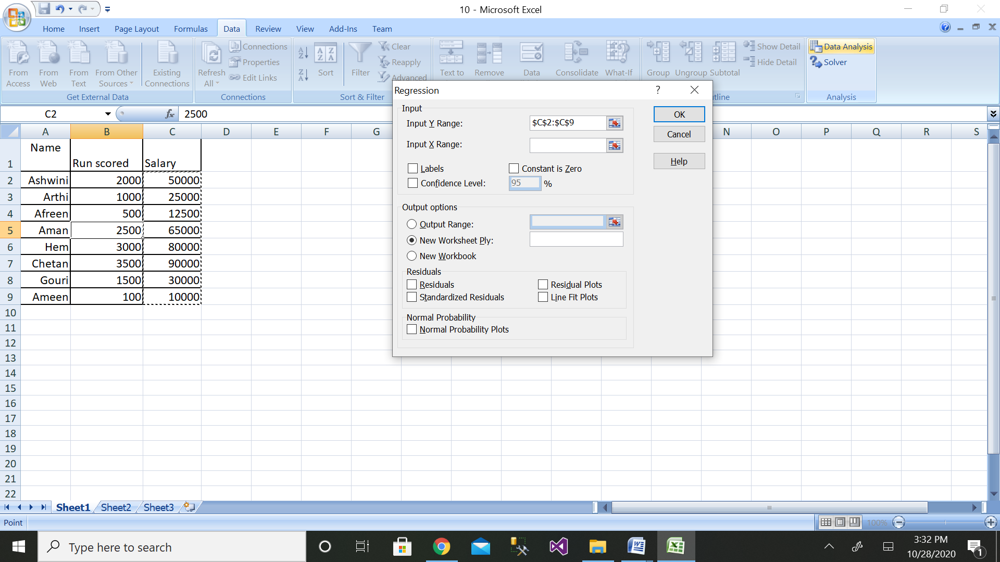 10 - Microsoft Excel
Home Insert Page Layout Formulas Data Review View Add-Ins Team
From Access
From Web
From Text
From Other Sources
Existing Connections
Get External Data
Refresh All
Connections
Properties
Edit Links
Connections
Sort
Filter
Clear
Reapply
Advanced
Sort & Filter
Text to
Remove
Data
Consolidate
What-If
Group
Ungroup
Subtotal
Show Detail
Hide Detail
tline
Data Analysis
Solver
Analysis
C2 fx 2500
A B C D E F G N O P Q R S
1 Name Run scored Salary
2 Ashwini 2000 50000
3 Arthi 1000 25000
4 Afreen 500 12500
5 Aman 2500 65000
6 Hem 3000 80000
7 Chetan 3500 90000
8 Gouri 1500 30000
9 Ameen 100 10000
10
11
12
13
14
15
16
17
18
19
20
21
22
Regression ?
Input
Input Y Range: $C$2:$C$9
Input X Range:
Labels Constant is Zero
Confidence Level: 95 %
OK
Cancel
Help
Output options
Output Range:
New Worksheet Ply:
New Workbook
Residuals
Residuals Residual Plots
Standardized Residuals Line Fit Plots
Normal Probability
Normal Probability Plots
Sheet1 Sheet2 Sheet3
Point 100%
Type here to search
3:32 PM
10/28/2020
1